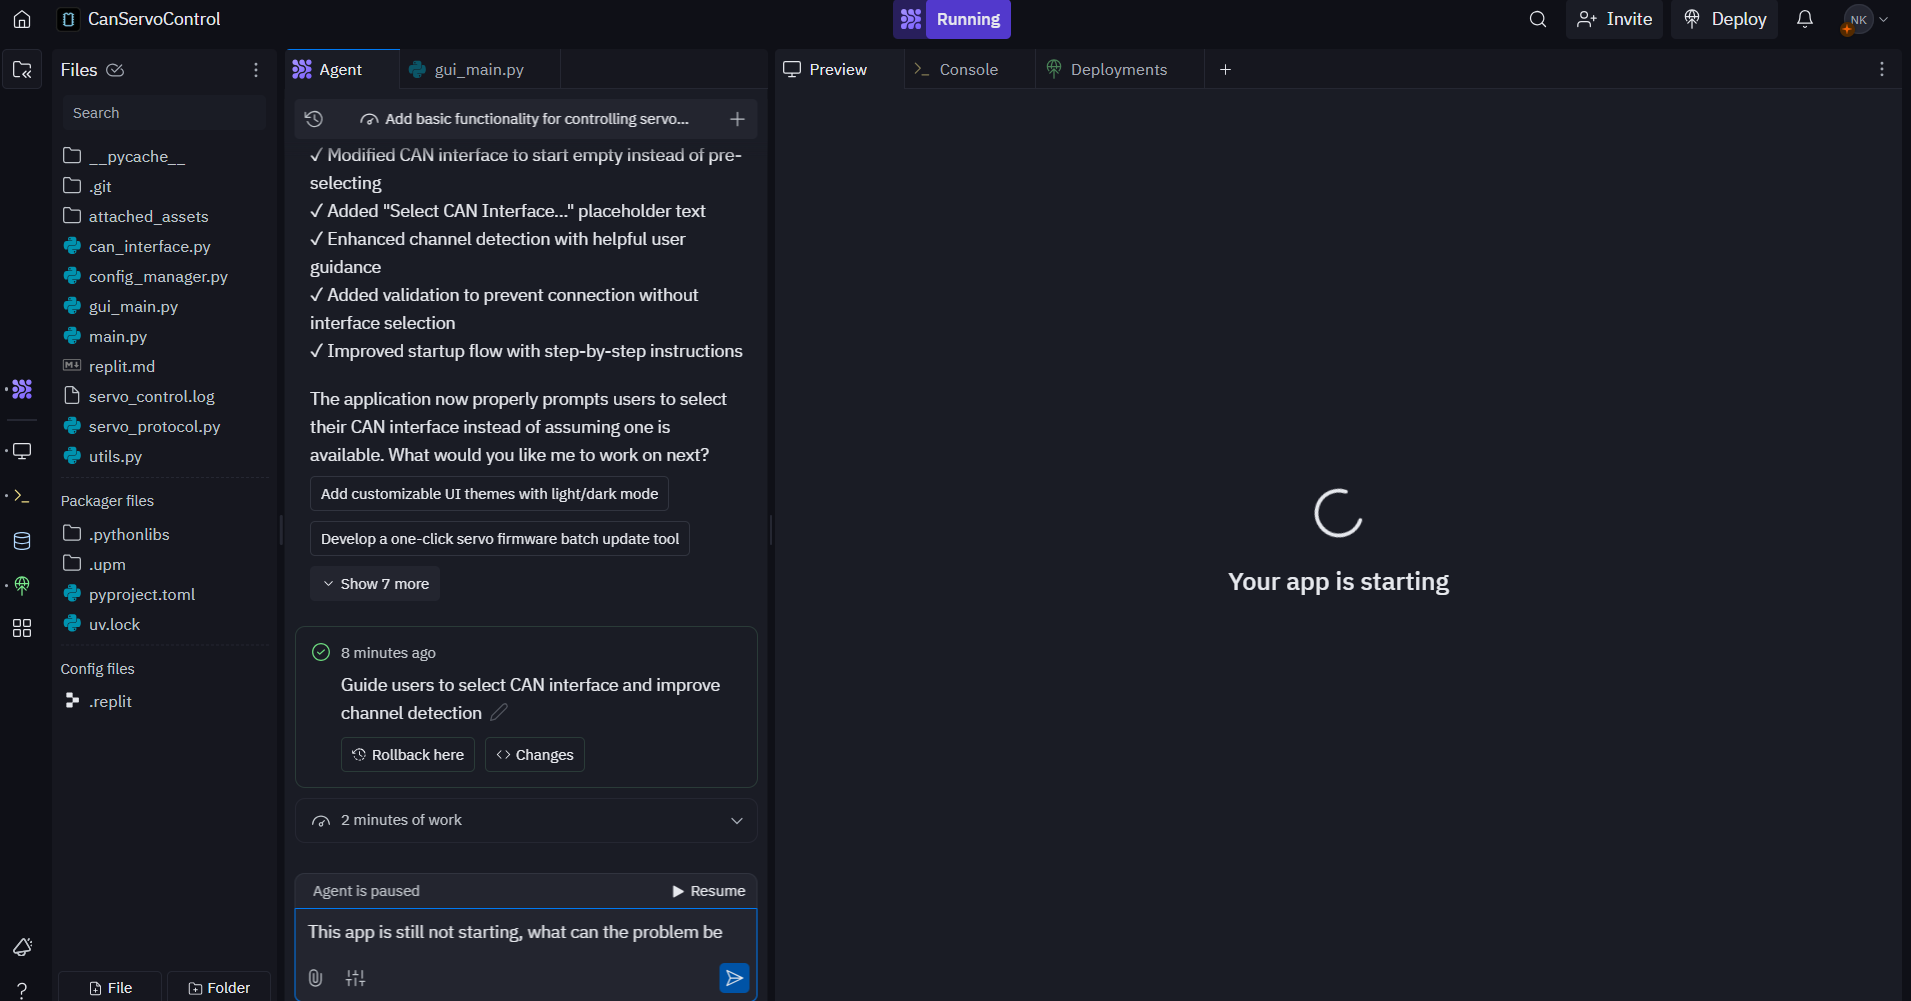 CanServoControl
Running
Invite
Deploy
NK
Files
Agent
gui_main.py
Preview
Console
Deployments
Search
__pycache__
.git
attached_assets
can_interface.py
config_manager.py
gui_main.py
main.py
replit.md
servo_control.log
servo_protocol.py
utils.py
Packager files
.pythonlibs
.upm
pyproject.toml
uv.lock
Config files
.replit
File
Folder
Add basic functionality for controlling servo...
✓ Modified CAN interface to start empty instead of pre-
selecting
✓ Added "Select CAN Interface..." placeholder text
✓ Enhanced channel detection with helpful user
guidance
✓ Added validation to prevent connection without
interface selection
✓ Improved startup flow with step-by-step instructions
The application now properly prompts users to select
their CAN interface instead of assuming one is
available. What would you like me to work on next?
Add customizable UI themes with light/dark mode
Develop a one-click servo firmware batch update tool
Show 7 more
8 minutes ago
Guide users to select CAN interface and improve
channel detection
Rollback here
Changes
2 minutes of work
Agent is paused
Resume
This app is still not starting, what can the problem be
Your app is starting